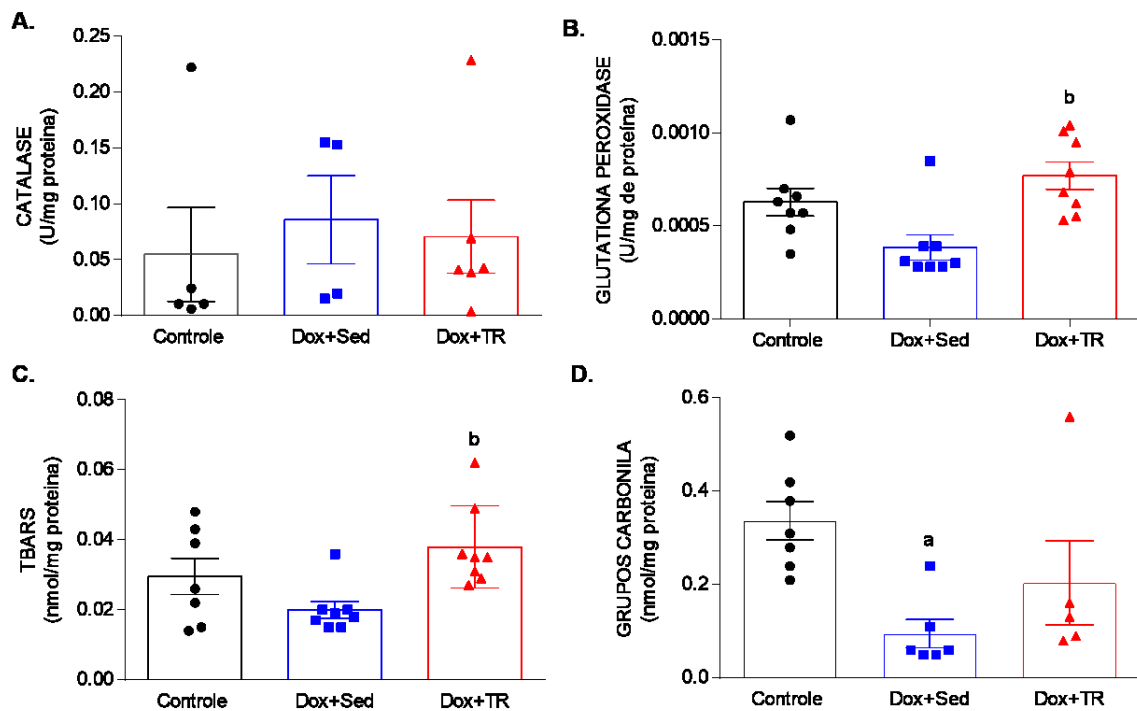 A.
CATALASE
(U/mg proteína)
0.25
0.20
0.15
0.10
0.05
0.00
Controle
Dox+Sed
Dox+TR
B.
GLUTATIONA PEROXIDASE
(U/mg de proteína)
0.0015
0.0010
0.0005
0.0000
b
Controle
Dox+Sed
Dox+TR
C.
TBARS
(nmol/mg proteína)
0.08
0.06
0.04
0.02
0.00
b
Controle
Dox+Sed
Dox+TR
D.
GRUPOS CARBONILA
(nmol/mg proteína)
0.6
0.4
0.2
0.0
a
Controle
Dox+Sed
Dox+TR